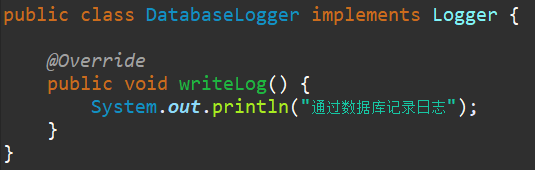 public class DatabaseLogger implements Logger {
@Override
public void writeLog() {
System.out.println("通过数据库记录日志");
}
}